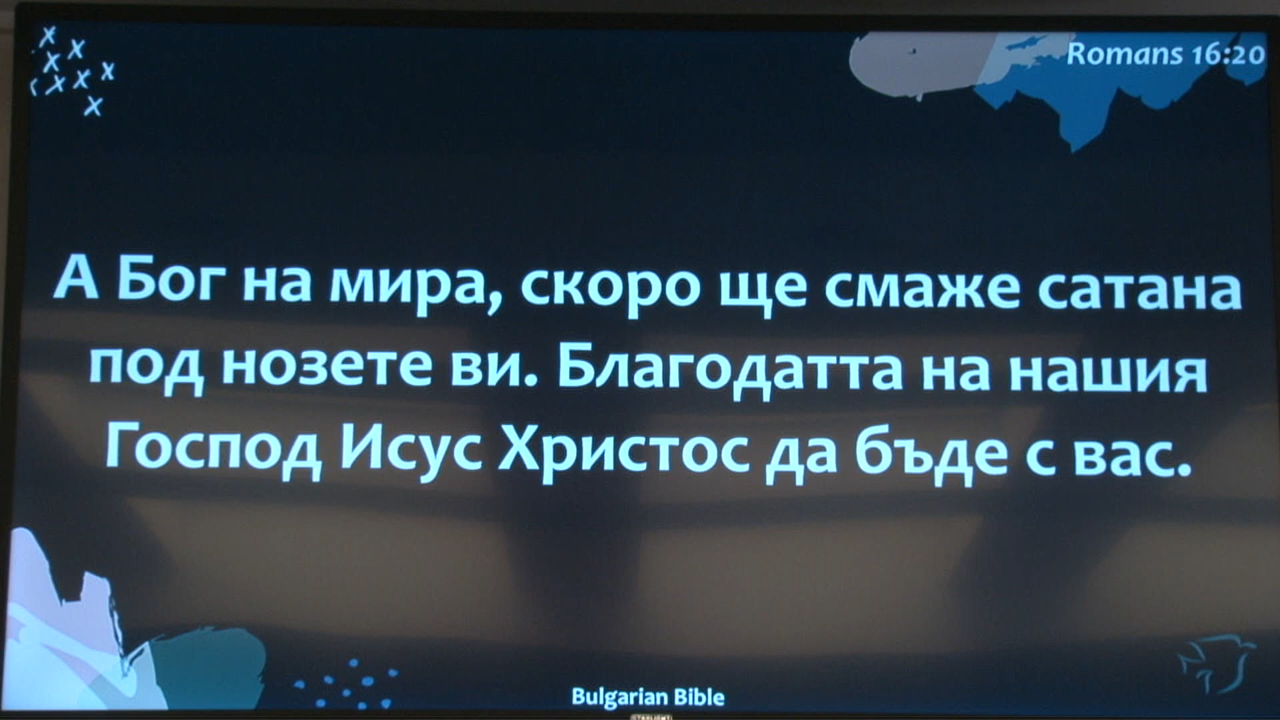 Romans 16:20
А Бог на мира, скоро ще смаже сатана
под нозете ви. Благодатта на нашия
Господ Исус Христос да бъде с вас.
Bulgarian Bible